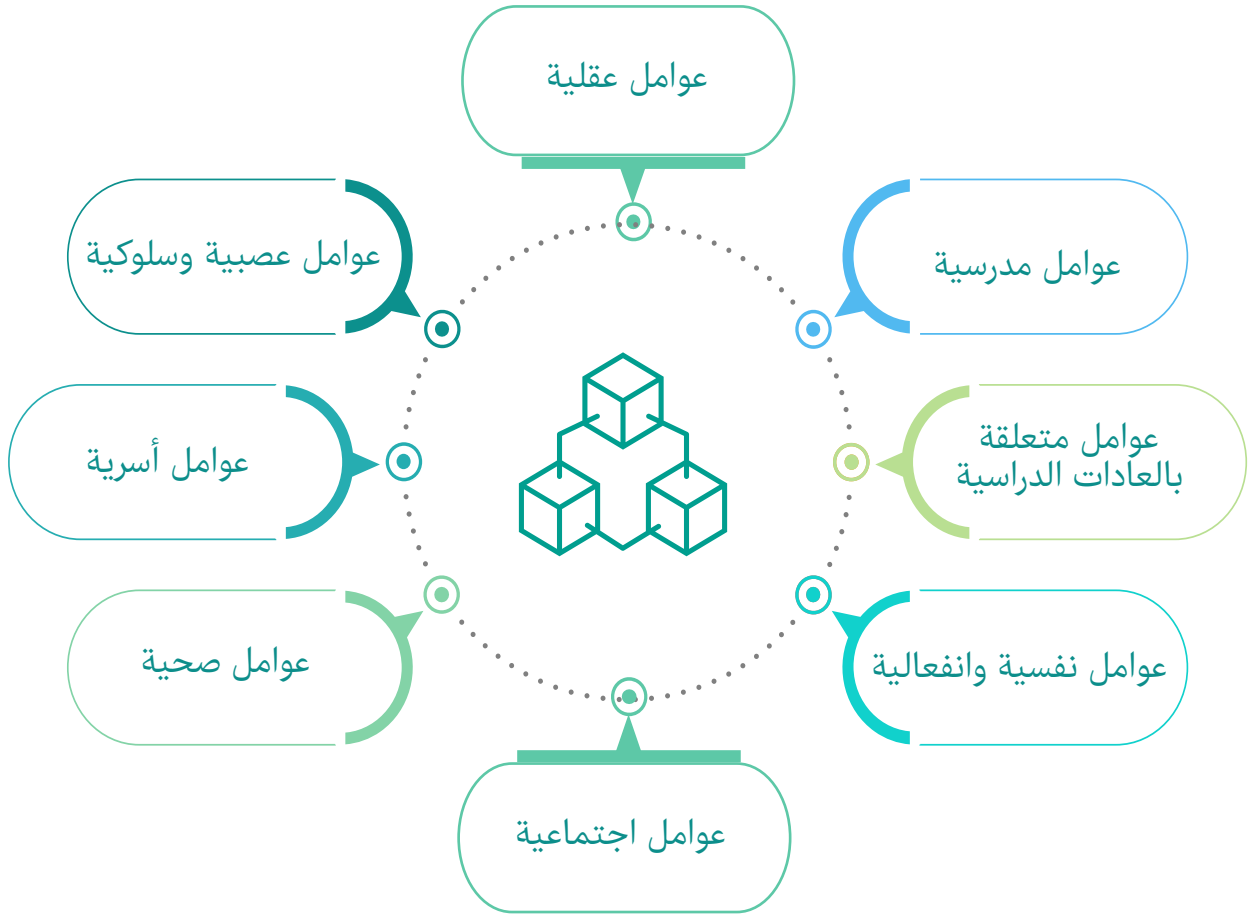 عوامل عقلية
عوامل مدرسية
عوامل عصبية وسلوكية
عوامل متعلقة
بالعادات الدراسية
عوامل أسرية
عوامل نفسية وانفعالية
عوامل صحية
عوامل اجتماعية